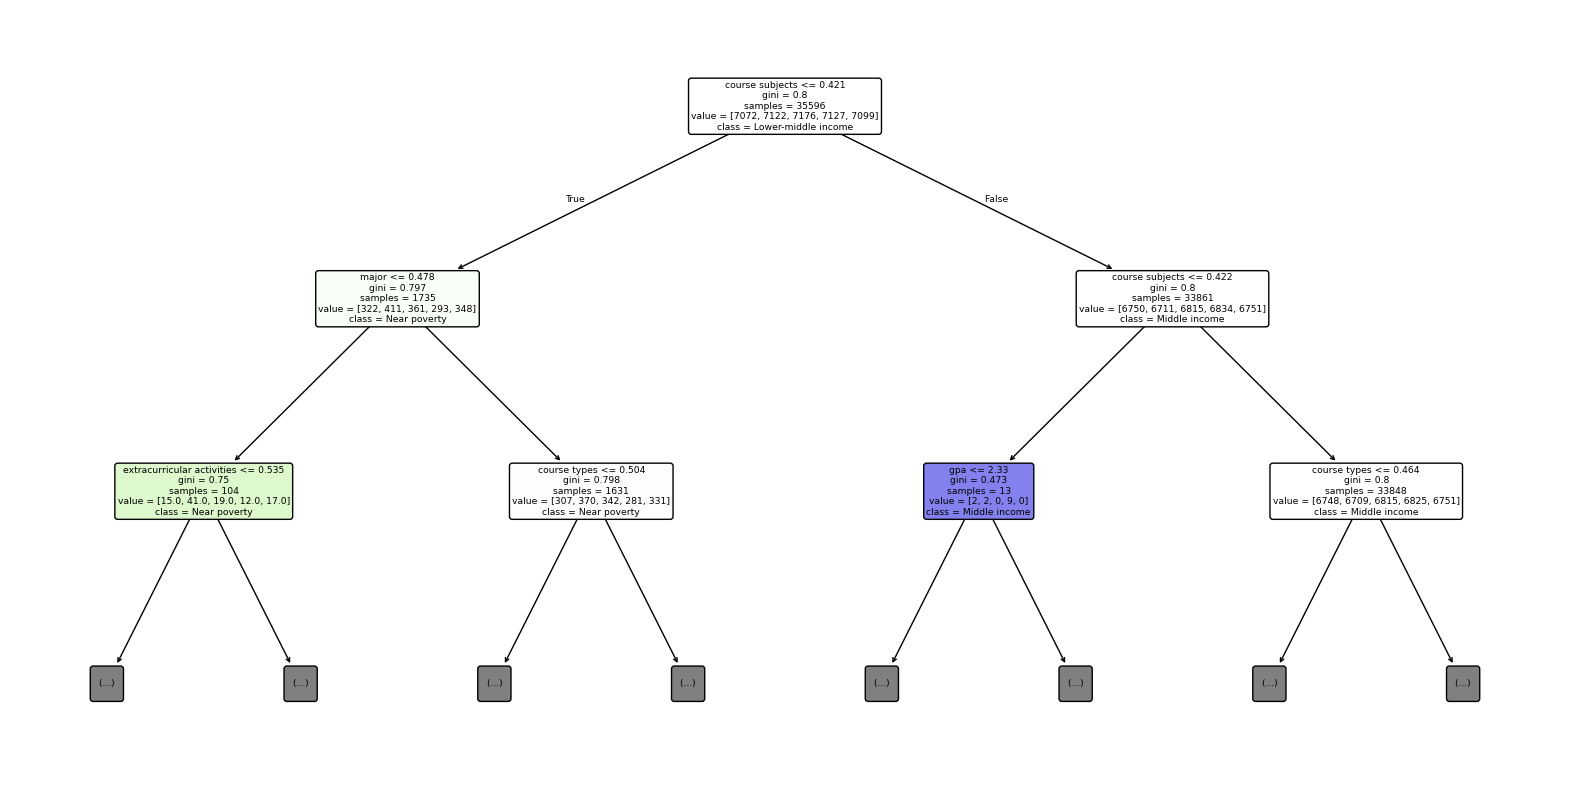 course subjects <= 0.421
gini = 0.8
samples = 35596
value = [7072, 7122, 7176, 7127, 7099]
class = Lower-middle income
True
False
major <= 0.478
gini = 0.797
samples = 1735
value = [322, 411, 361, 293, 348]
class = Near poverty
course subjects <= 0.422
gini = 0.8
samples = 33861
value = [6750, 6711, 6815, 6834, 6751]
class = Middle income
extracurricular activities <= 0.535
gini = 0.75
samples = 104
value = [15.0, 41.0, 19.0, 12.0, 17.0]
class = Near poverty
course types <= 0.504
gini = 0.798
samples = 1631
value = [307, 370, 342, 281, 331]
class = Near poverty
gpa <= 2.33
gini = 0.473
samples = 13
value = [2, 2, 0, 9, 0]
class = Middle income
course types <= 0.464
gini = 0.8
samples = 33848
value = [6748, 6709, 6815, 6825, 6751]
class = Middle income
(...)
(...)
(...)
(...)
(...)
(...)
(...)
(...)